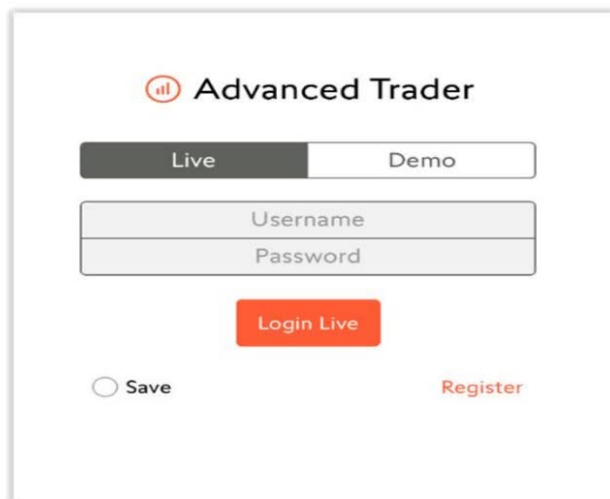 Advanced Trader
Live Demo
Username
Password
Login Live
Save Register